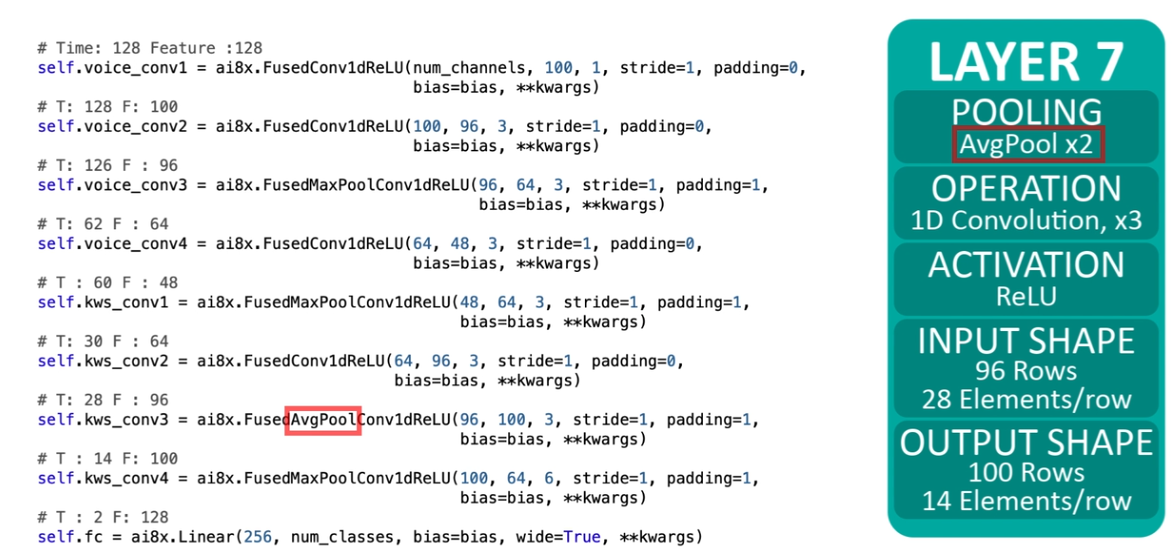 # Time: 128 Feature :128
self.voice_conv1 = ai8x.FusedConv1dReLU(num_channels, 100, 1, stride=1, padding=0,
bias=bias, **kwargs)
# T: 128 F: 100
self.voice_conv2 = ai8x.FusedConv1dReLU(100, 96, 3, stride=1, padding=0,
bias=bias, **kwargs)
# T: 126 F : 96
self.voice_conv3 = ai8x.FusedMaxPoolConv1dReLU(96, 64, 3, stride=1, padding=1,
bias=bias, **kwargs)
# T: 62 F : 64
self.voice_conv4 = ai8x.FusedConv1dReLU(64, 48, 3, stride=1, padding=0,
bias=bias, **kwargs)
# T : 60 F : 48
self.kws_conv1 = ai8x.FusedMaxPoolConv1dReLU(48, 64, 3, stride=1, padding=1,
bias=bias, **kwargs)
# T: 30 F : 64
self.kws_conv2 = ai8x.FusedConv1dReLU(64, 96, 3, stride=1, padding=0,
bias=bias, **kwargs)
# T: 28 F : 96
self.kws_conv3 = ai8x.FusedAvgPoolConv1dReLU(96, 100, 3, stride=1, padding=1,
bias=bias, **kwargs)
# T : 14 F: 100
self.kws_conv4 = ai8x.FusedMaxPoolConv1dReLU(100, 64, 6, stride=1, padding=1,
bias=bias, **kwargs)
# T : 2 F: 128
self.fc = ai8x.Linear(256, num_classes, bias=bias, wide=True, **kwargs)
LAYER 7
POOLING
AvgPool x2
OPERATION
1D Convolution, x3
ACTIVATION
ReLU
INPUT SHAPE
96 Rows
28 Elements/row
OUTPUT SHAPE
100 Rows
14 Elements/row